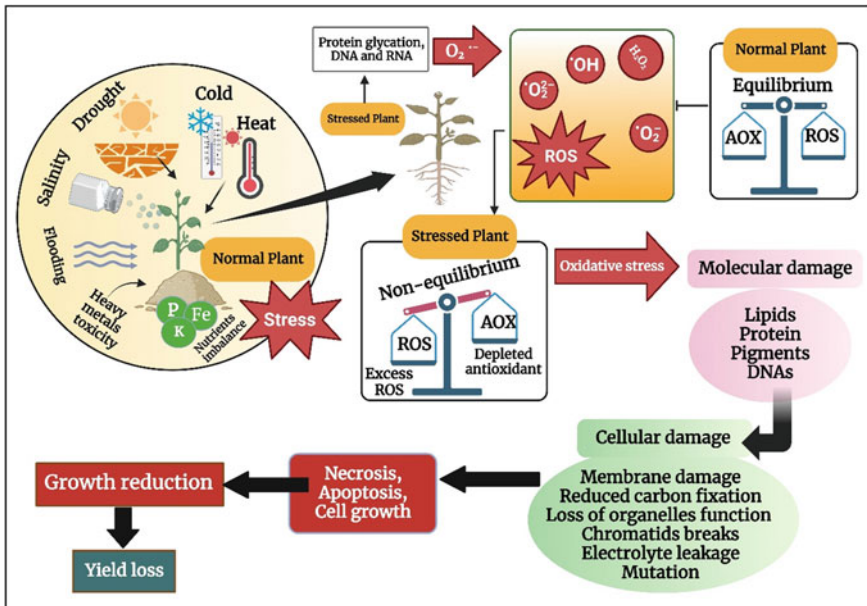 Drought
Cold
Heat
Salinity
Flooding
Heavy
metals
toxicity
P
Fe
K
Nutrients
imbalance
Normal Plant
Stress
Protein glycation,
DNA and RNA
Stressed Plant
O₂ •−
•OH
H₂O₂
•O₂²−
•O₂−
ROS
Normal Plant
Equilibrium
AOX
ROS
Stressed Plant
Non-equilibrium
ROS
AOX
Excess
ROS
Depleted
antioxidant
Oxidative stress
Molecular damage
Lipids
Protein
Pigments
DNAs
Cellular damage
Membrane damage
Reduced carbon fixation
Loss of organelles function
Chromatids breaks
Electrolyte leakage
Mutation
Necrosis,
Apoptosis,
Cell growth
Growth reduction
Yield loss